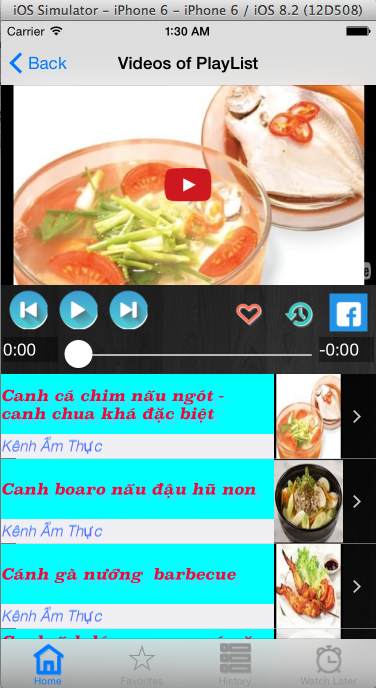 iOS Simulator – iPhone 6 – iPhone 6 / iOS 8.2 (12D508)
Carrier 1:30 AM
Back Videos of PlayList
0:00 -0:00
Canh cá chim nấu ngót -
canh chua khá đặc biệt
Kênh Ẩm Thực
Canh boaro nấu đậu hũ non
Kênh Ẩm Thực
Cánh gà nướng barbecue
Kênh Ẩm Thực
Home Favorites History Watch Later